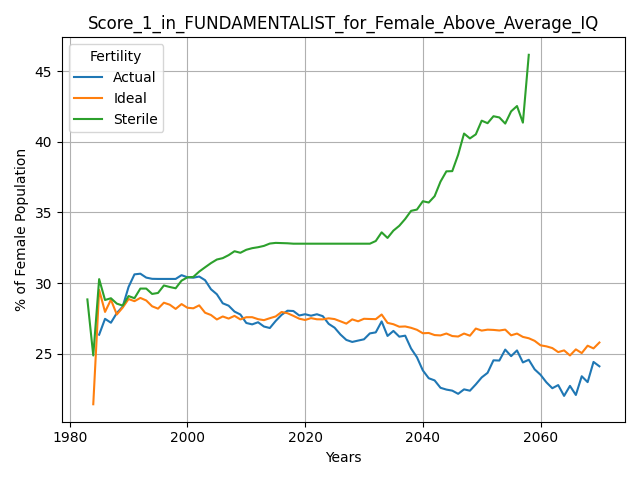 Score_1_in_FUNDAMENTALIST_for_Female_Above_Average_IQ
Fertility
Actual
Ideal
Sterile
% of Female Population
45
40
35
30
25
1980
2000
2020
2040
2060
Years